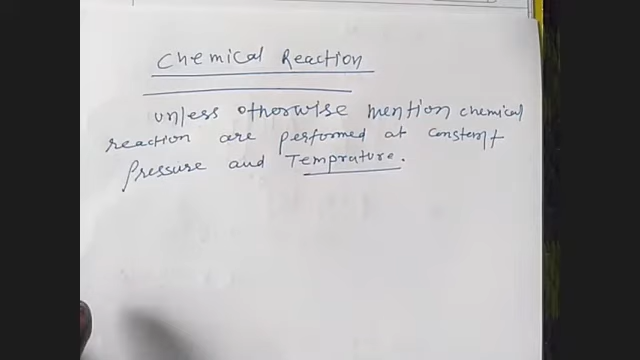 Chemical Reaction
unless otherwise mention chemical
reaction are performed at constant
Pressure and Temprature.